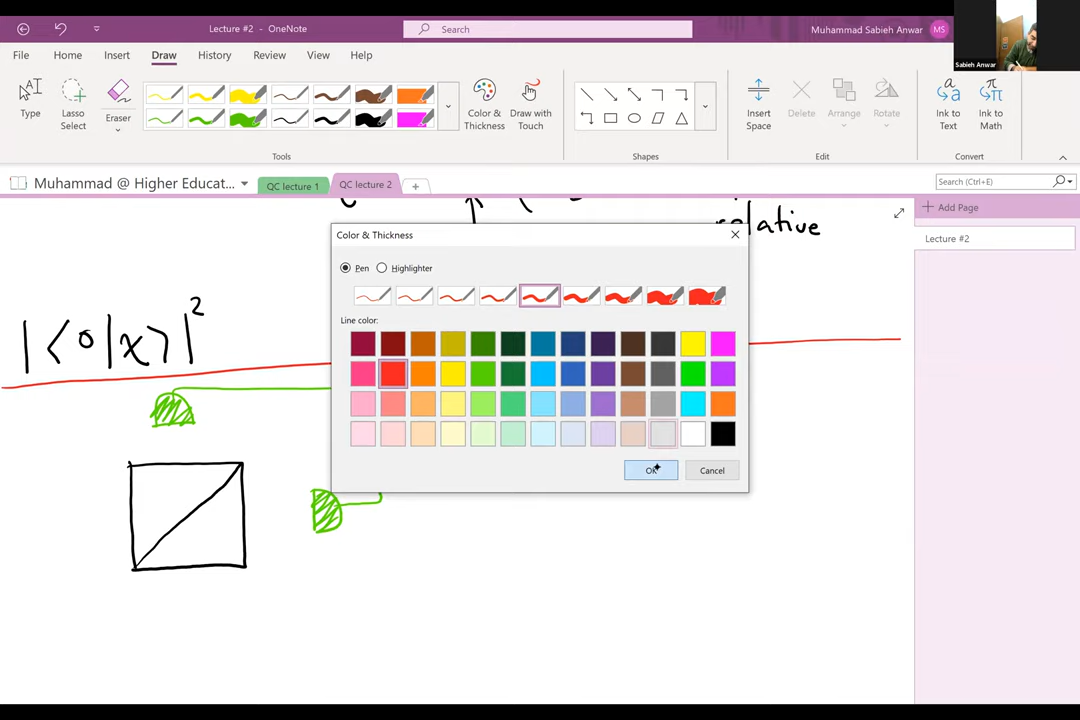 Lecture #2 - OneNote
Search
Muhammad Sabieh Anwar
MS
Sabieh Anwar
File Home Insert Draw History Review View Help
Type
Lasso Select
Eraser
Color & Thickness
Draw with Touch
Insert Space
Delete
Arrange
Rotate
Ink to Text
Ink to Math
Tools
Shapes
Edit
Convert
Muhammad @ Higher Educat...
QC lecture 1
QC lecture 2
Search (Ctrl+E)
Add Page
Lecture #2
relative
Color & Thickness
Pen
Highlighter
Line color:
OK
Cancel
|<0|x>|²